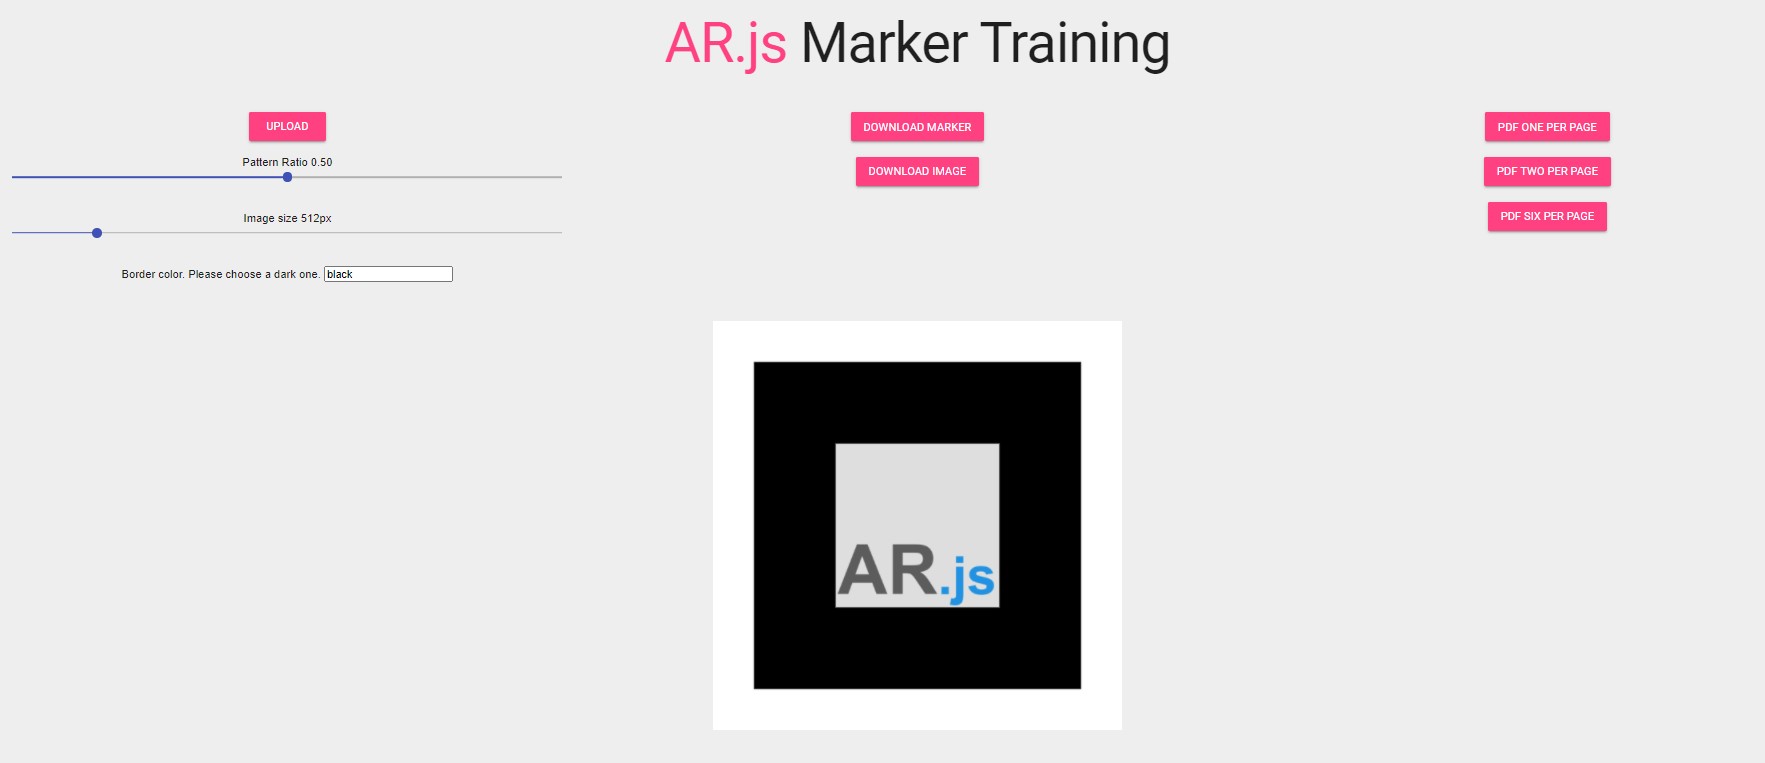 AR.js Marker Training
UPLOAD
Pattern Ratio 0.50
Image size 512px
Border color. Please choose a dark one. black
DOWNLOAD MARKER
DOWNLOAD IMAGE
PDF ONE PER PAGE
PDF TWO PER PAGE
PDF SIX PER PAGE
AR.js